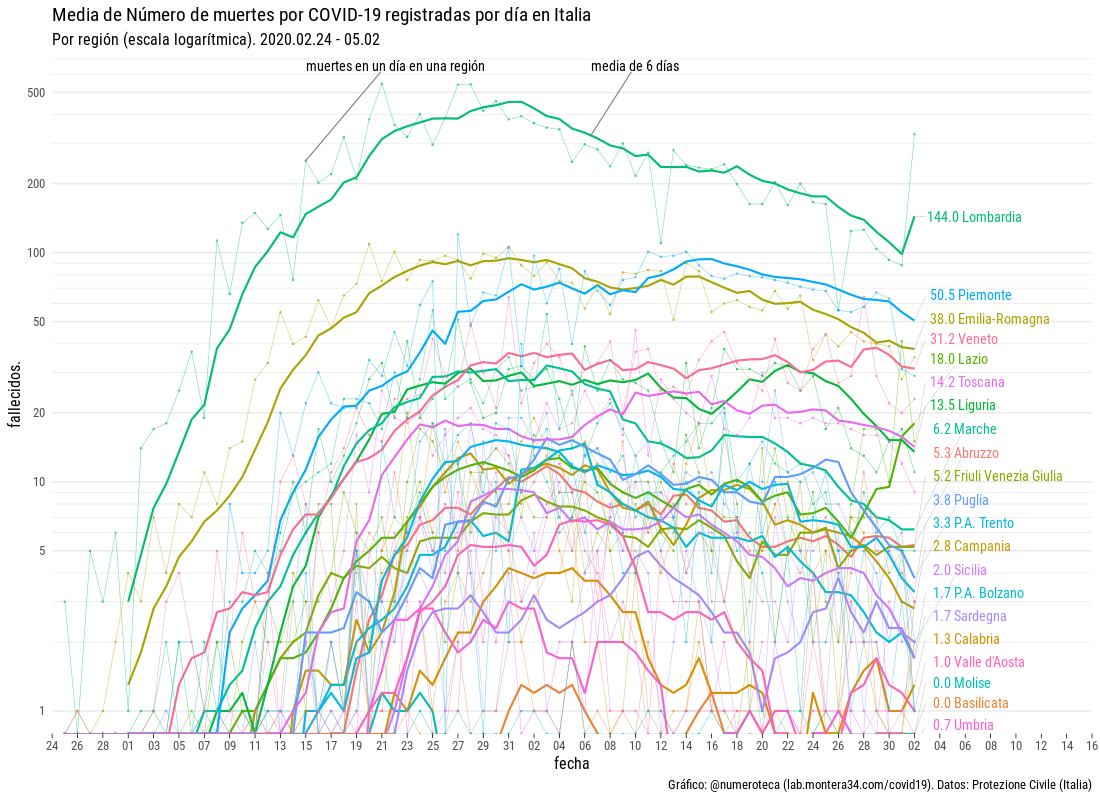 Media de Número de muertes por COVID-19 registradas por día en Italia
Por región (escala logarítmica). 2020.02.24 - 05.02
muertes en un día en una región
media de 6 días
500
200
100
50
20
10
5
1
fallecidos.
144.0 Lombardia
50.5 Piemonte
38.0 Emilia-Romagna
31.2 Veneto
18.0 Lazio
14.2 Toscana
13.5 Liguria
6.2 Marche
5.3 Abruzzo
5.2 Friuli Venezia Giulia
3.8 Puglia
3.3 P.A. Trento
2.8 Campania
2.0 Sicilia
1.7 P.A. Bolzano
1.7 Sardegna
1.3 Calabria
1.0 Valle d'Aosta
0.0 Molise
0.0 Basilicata
0.7 Umbria
24 26 28 01 03 05 07 09 11 13 15 17 19 21 23 25 27 29 31 02 04 06 08 10 12 14 16 18 20 22 24 26 28 30 02 04 06 08 10 12 14 16
fecha
Gráfico: @numeroteca (lab.montera34.com/covid19). Datos: Protezione Civile (Italia)